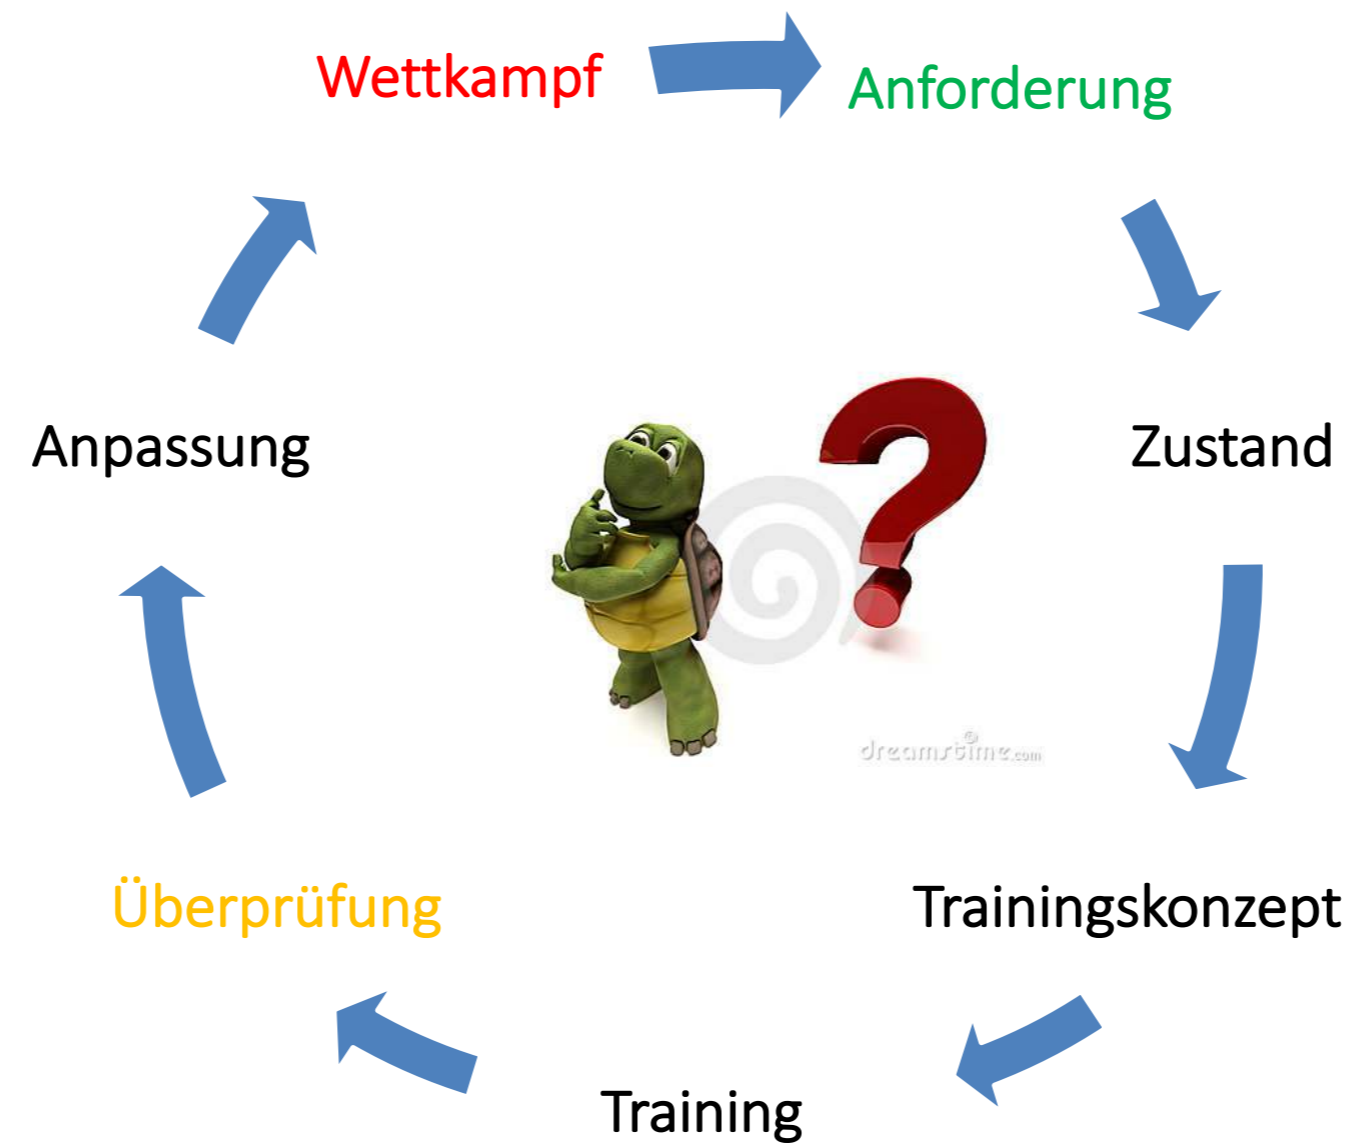 Wettkampf
Anforderung
Zustand
Trainingskonzept
Training
Überprüfung
Anpassung
?
dreamstime.com